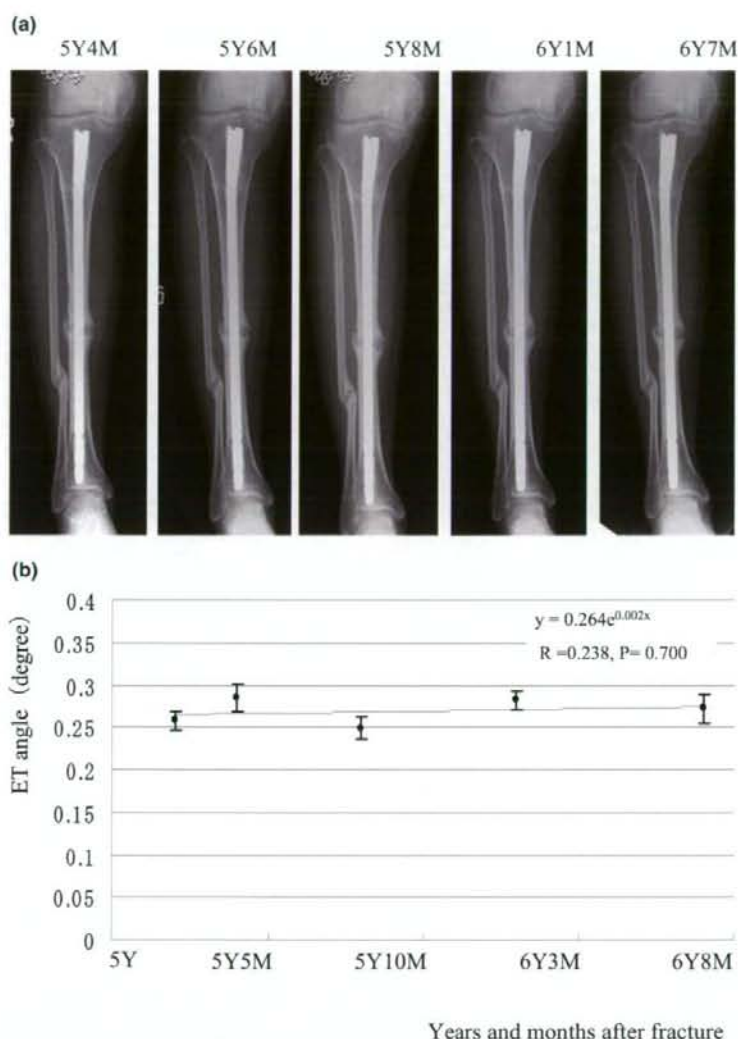 (a)
5Y4M 5Y6M 5Y8M 6Y1M 6Y7M
(b)
0.4
0.35
0.3
0.25
0.2
0.15
0.1
0.05
0
ET angle (degree)
y = 0.264e^0.002x
R =0.238, P= 0.700
5Y 5Y5M 5Y10M 6Y3M 6Y8M
Years and months after fracture